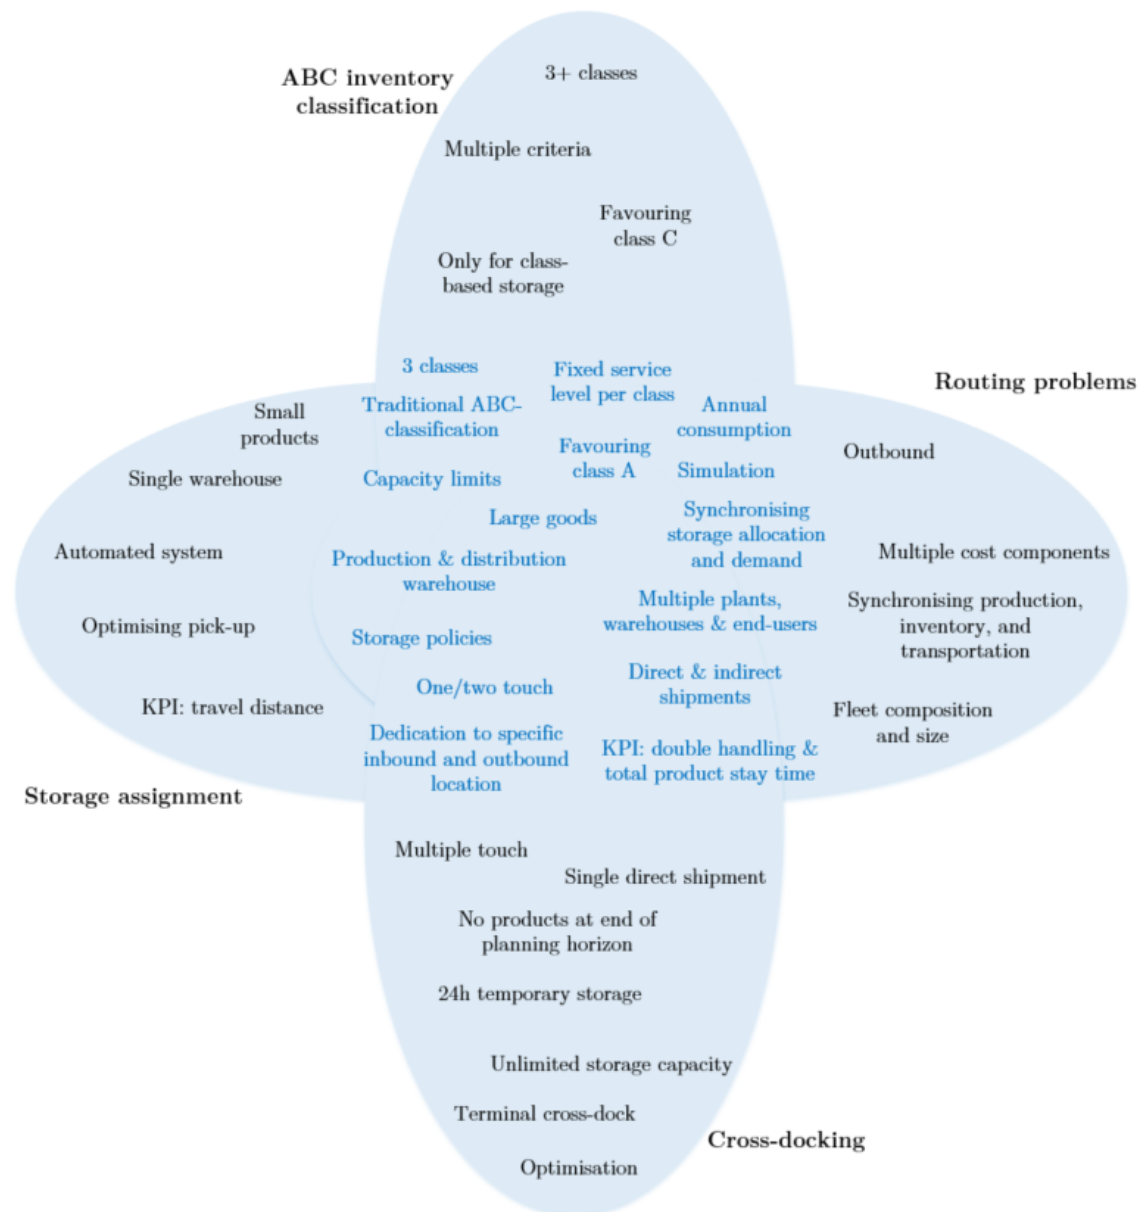 3+ classes
ABC inventory
classification
Multiple criteria
Favouring
class C
Only for class-
based storage
3 classes
Fixed service
level per class
Routing problems
Small
products
Traditional ABC-
classification
Annual
consumption
Favouring
class A
Outbound
Single warehouse
Capacity limits
Simulation
Large goods
Synchronising
storage allocation
and demand
Automated system
Production & distribution
warehouse
Multiple cost components
Optimising pick-up
Storage policies
Multiple plants,
warehouses & end-users
Synchronising production,
inventory, and
transportation
One/two touch
Direct & indirect
shipments
KPI: travel distance
Fleet composition
and size
Dedication to specific
inbound and outbound
location
KPI: double handling &
total product stay time
Storage assignment
Multiple touch
Single direct shipment
No products at end of
planning horizon
24h temporary storage
Unlimited storage capacity
Terminal cross-dock
Cross-docking
Optimisation